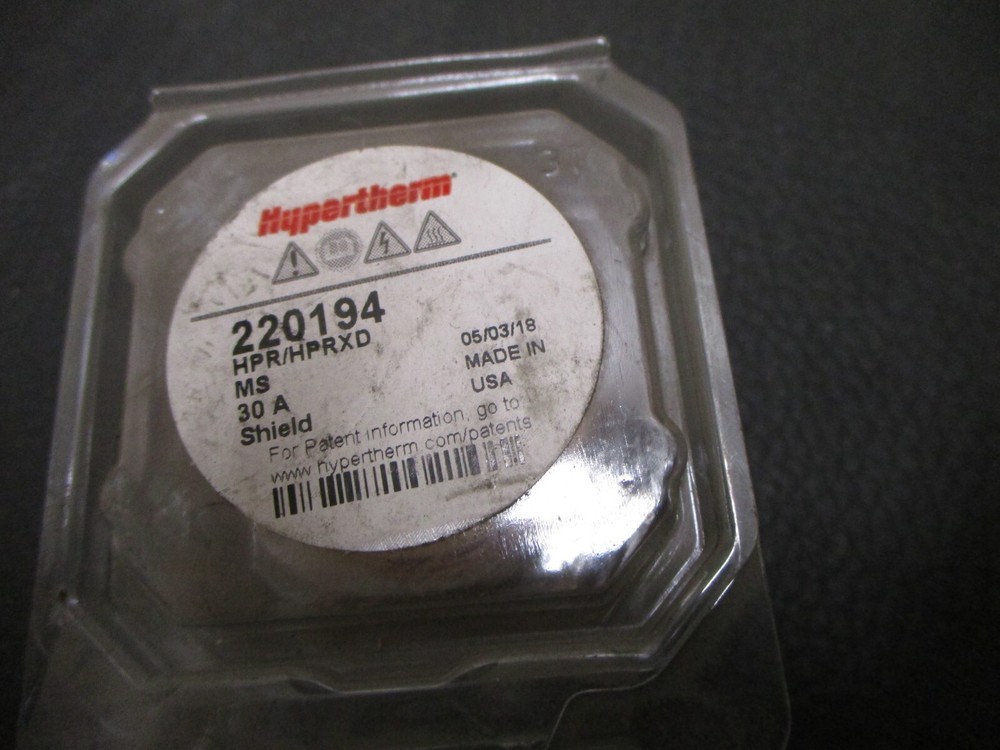 Hypertherm
220194
HPR/HPRXD
MS
30 A
Shield
05/03/18
MADE IN
USA
For Patent information, go to
www.hypertherm.com/patents
3